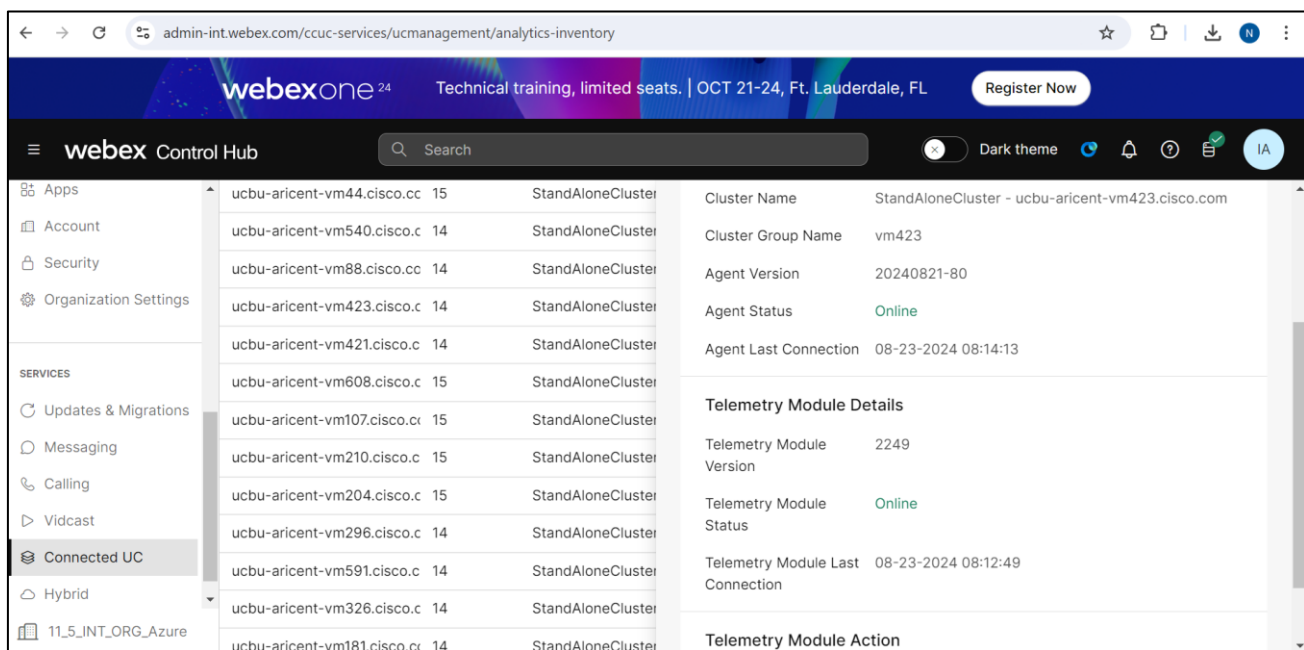 admin-int.webex.com/ccuc-services/ucmanagement/analytics-inventory
N
webexone 24
Technical training, limited seats. | OCT 21-24, Ft. Lauderdale, FL
Register Now
webex Control Hub
Search
Dark theme
IA
Apps
Account
Security
Organization Settings
SERVICES
Updates & Migrations
Messaging
Calling
Vidcast
Connected UC
Hybrid
11_5_INT_ORG_Azure
ucbu-aricent-vm44.cisco.cc 15 StandAloneCluster
ucbu-aricent-vm540.cisco.c 14 StandAloneCluster
ucbu-aricent-vm88.cisco.cc 14 StandAloneCluster
ucbu-aricent-vm423.cisco.c 14 StandAloneCluster
ucbu-aricent-vm421.cisco.c 14 StandAloneCluster
ucbu-aricent-vm608.cisco.c 15 StandAloneCluster
ucbu-aricent-vm107.cisco.cc 15 StandAloneCluster
ucbu-aricent-vm210.cisco.c 15 StandAloneCluster
ucbu-aricent-vm204.cisco.c 15 StandAloneCluster
ucbu-aricent-vm296.cisco.c 14 StandAloneCluster
ucbu-aricent-vm591.cisco.c 14 StandAloneCluster
ucbu-aricent-vm326.cisco.c 14 StandAloneCluster
ucbu-aricent-vm181.cisco.cc 14 StandAloneCluster
Cluster Name StandAloneCluster - ucbu-aricent-vm423.cisco.com
Cluster Group Name vm423
Agent Version 20240821-80
Agent Status Online
Agent Last Connection 08-23-2024 08:14:13
Telemetry Module Details
Telemetry Module 2249
Version
Telemetry Module Online
Status
Telemetry Module Last 08-23-2024 08:12:49
Connection
Telemetry Module Action